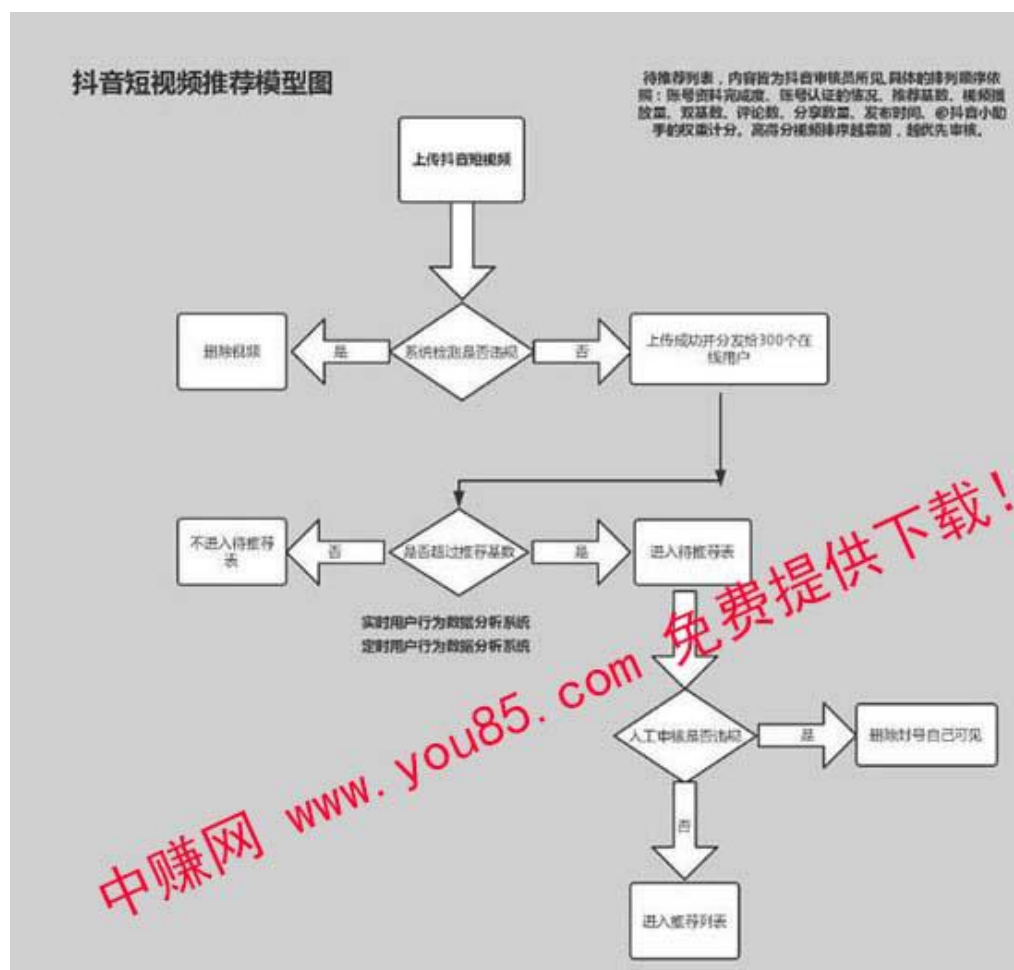 抖音短视频推荐模型图
待推荐列表，内容皆为抖音审核员所见，具体的排列顺序依
照：账号资料完成度、账号认证的情况、推荐基数、视频播
放量、双基数、评论数、分享数量、发布时间、@抖音小助
手的权重计分。高得分视频排序越靠前，越优先审核。
上传抖音短视频
删除视频
是
系统检测是否违规
否
上传成功并分发给300个在
线用户
不进入待推荐
表
否
是否超过推荐基数
是
进入待推荐表
实时用户行为数据分析系统
定时用户行为数据分析系统
人工审核是否违规
是
删除封号自己可见
否
进入推荐列表
中赚网 www.you85.com 免费提供下载！